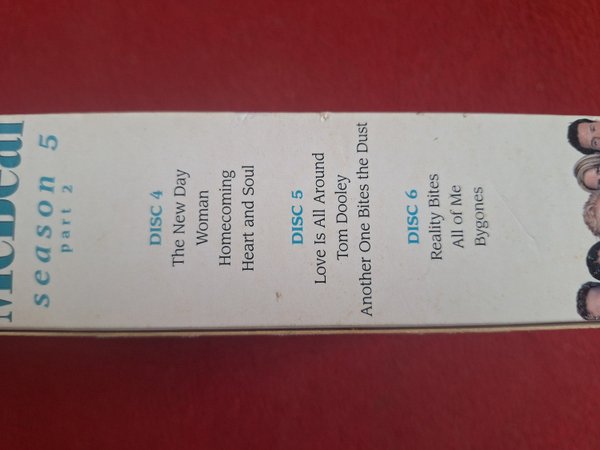 McBeal
season 5
part 2
DISC 4
The New Day
Woman
Homecoming
Heart and Soul
DISC 5
Love Is All Around
Tom Dooley
Another One Bites the Dust
DISC 6
Reality Bites
All of Me
Bygones